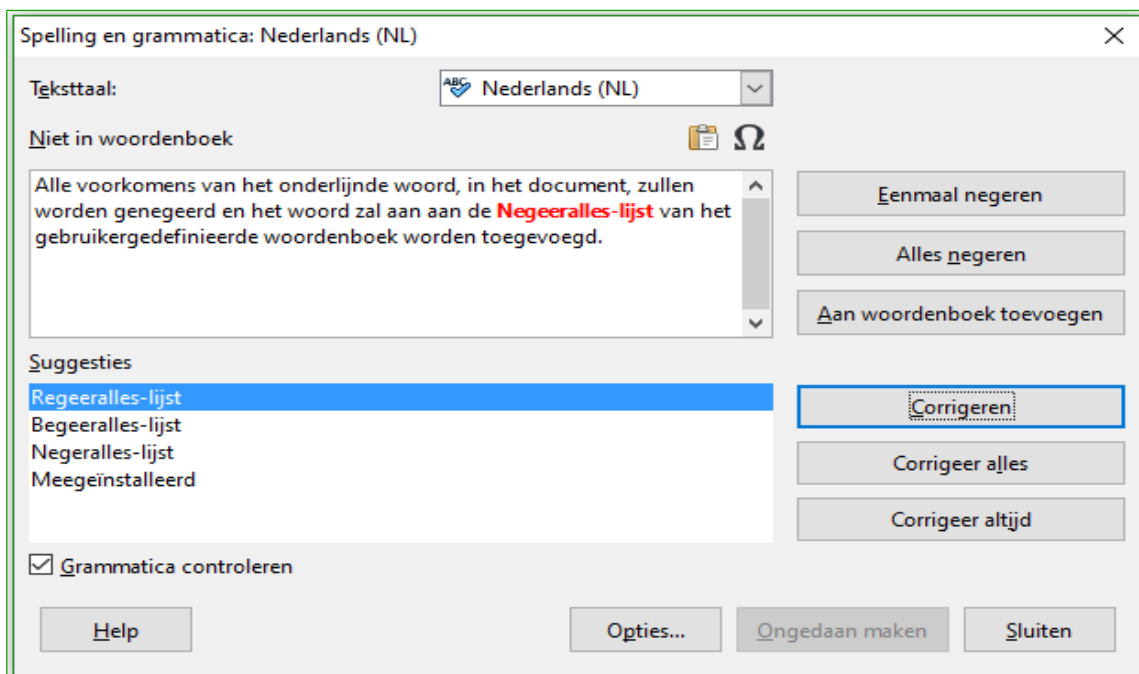 Spelling en grammatica: Nederlands (NL)
Teksttaal:
ABC Nederlands (NL)
Niet in woordenboek
Ω
Alle voorkomens van het onderlijnde woord, in het document, zullen
worden genegeerd en het woord zal aan aan de Negeeralles-lijst van het
gebruikergedefinieerde woordenboek worden toegevoegd.
Eenmaal negeren
Alles negeren
Aan woordenboek toevoegen
Suggesties
Regeeralles-lijst
Begeeralles-lijst
Negeralles-lijst
Meegeïnstalleerd
Corrigeren
Corrigeer alles
Corrigeer altijd
Grammatica controleren
Help
Opties...
Ongedaan maken
Sluiten